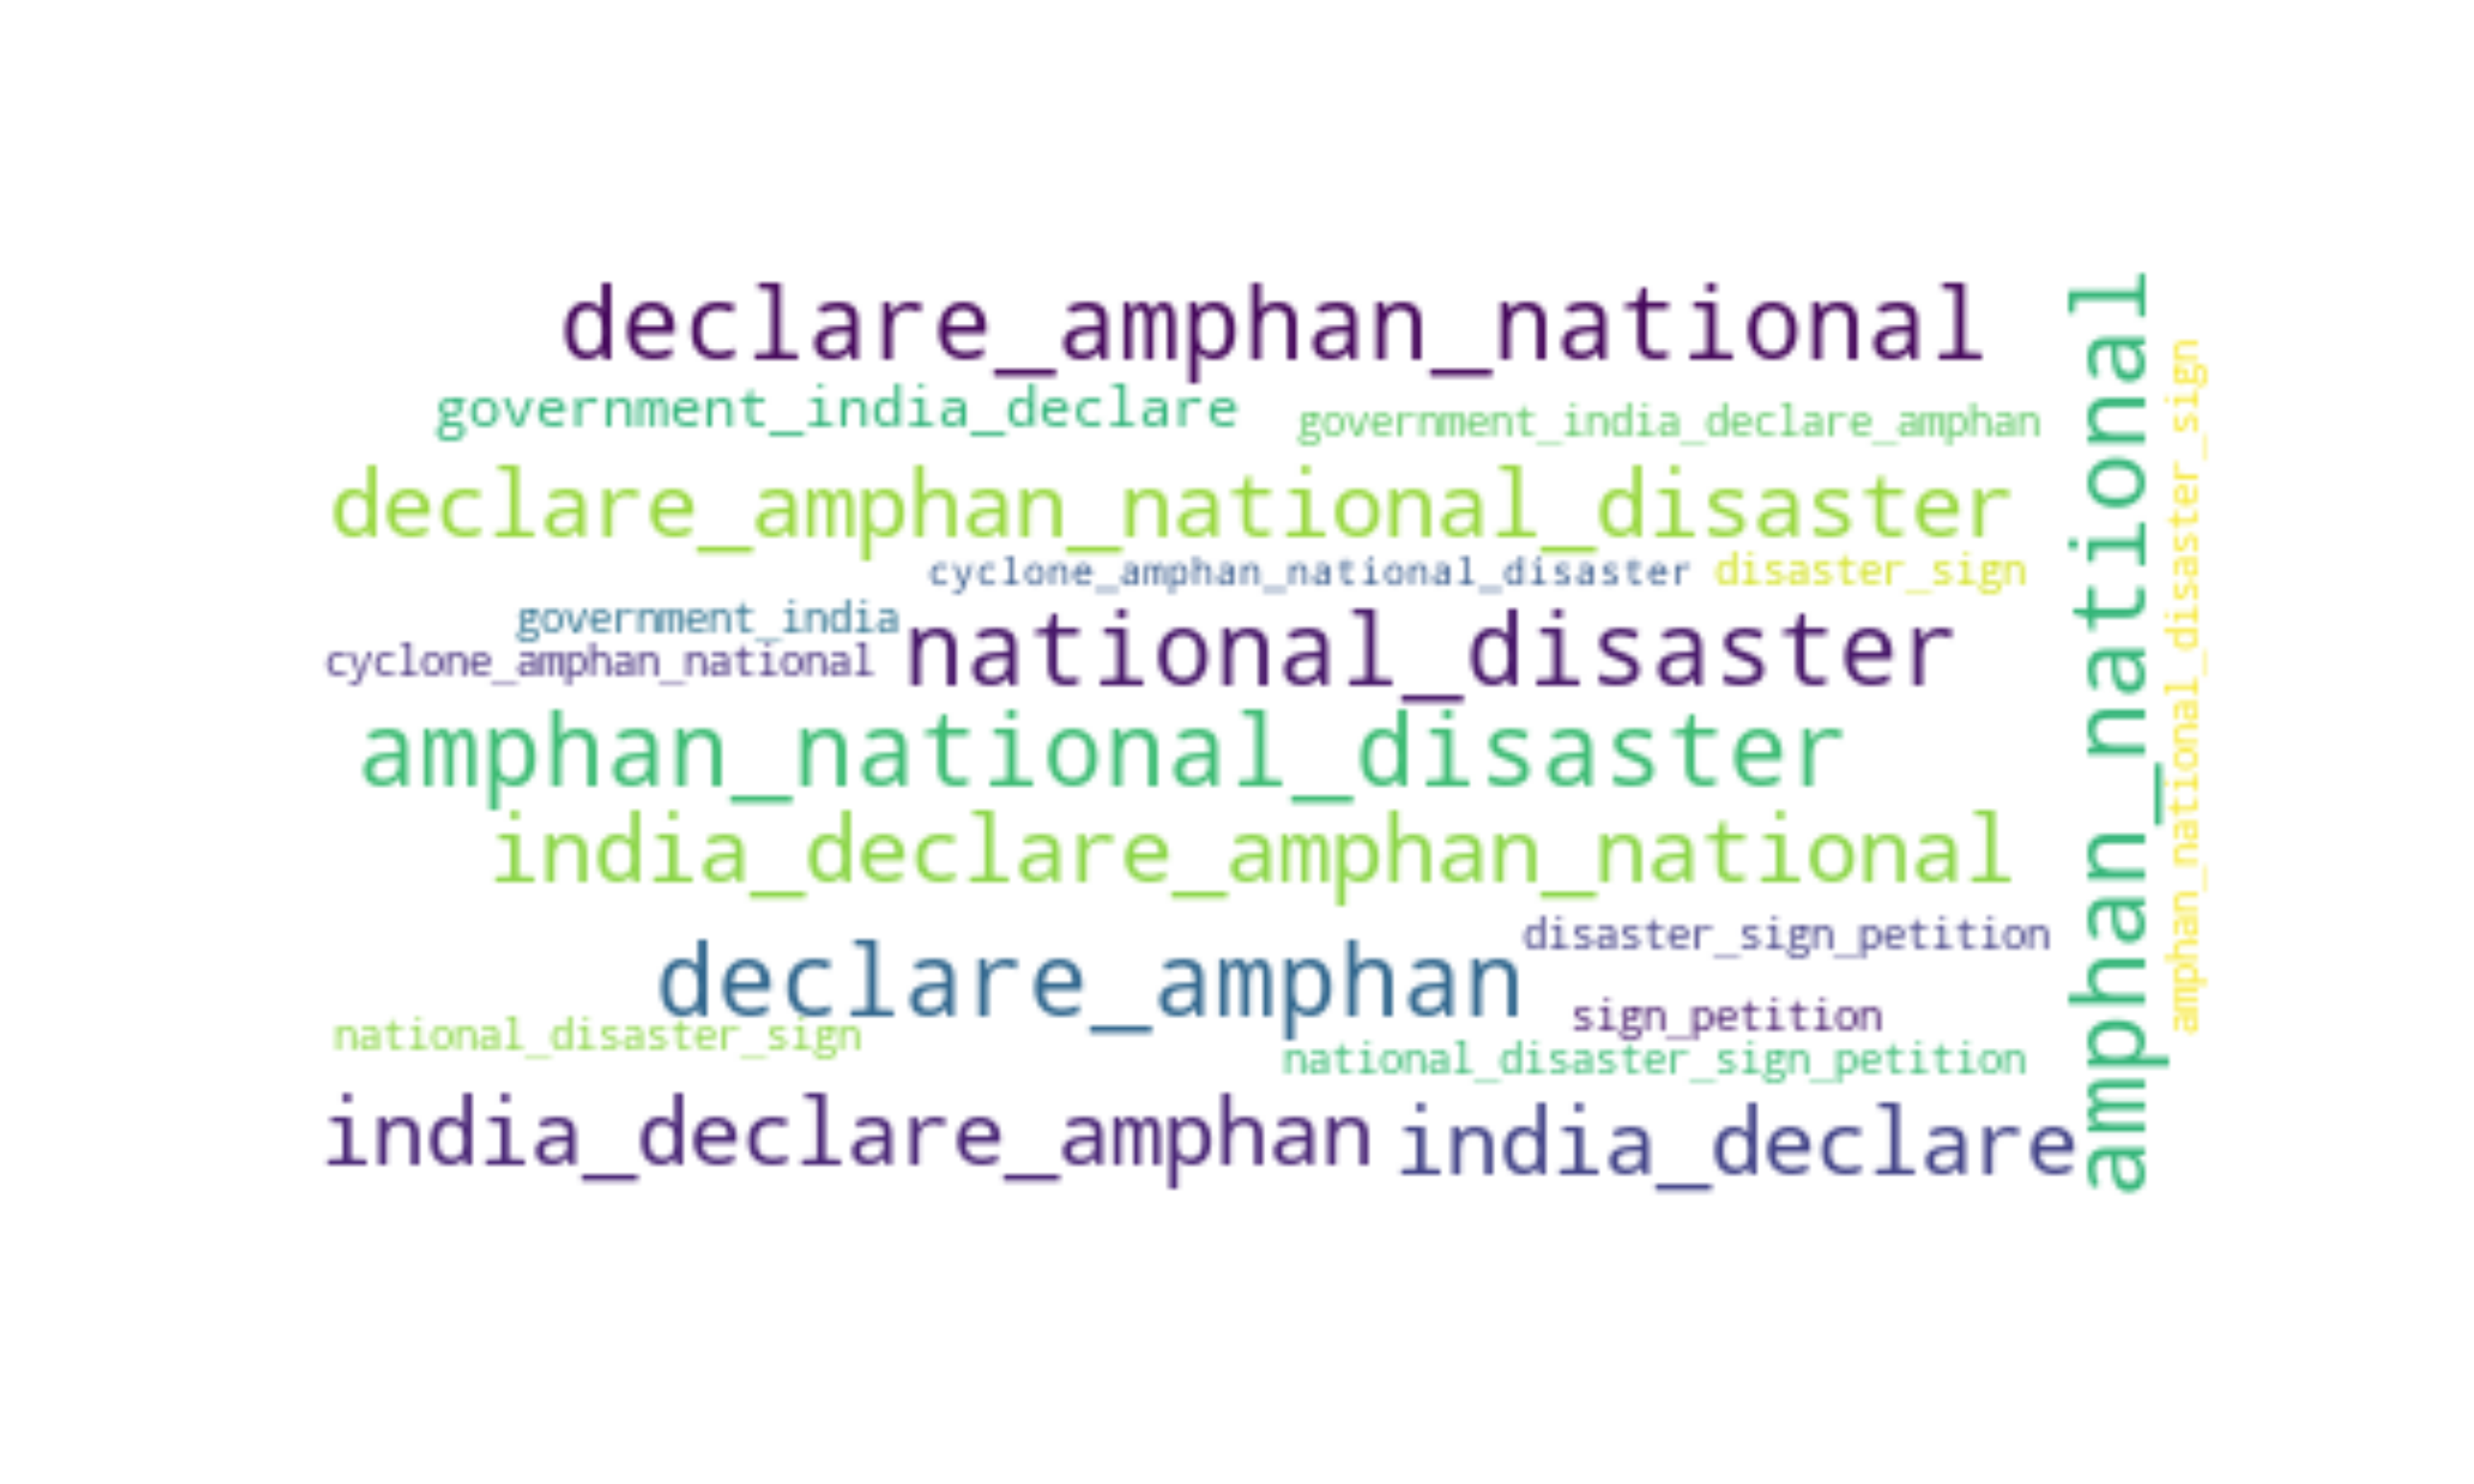 declare_amphan_national
government_india_declare
government_india_declare_amphan
declare_amphan_national_disaster
cyclone_amphan_national_disaster
disaster_sign
government_india
cyclone_amphan_national
national_disaster
amphan_national_disaster
india_declare_amphan_national
disaster_sign_petition
declare_amphan
sign_petition
national_disaster_sign
national_disaster_sign_petition
india_declare_amphan
india_declare
amphan_national
amphan_national_disaster_sign